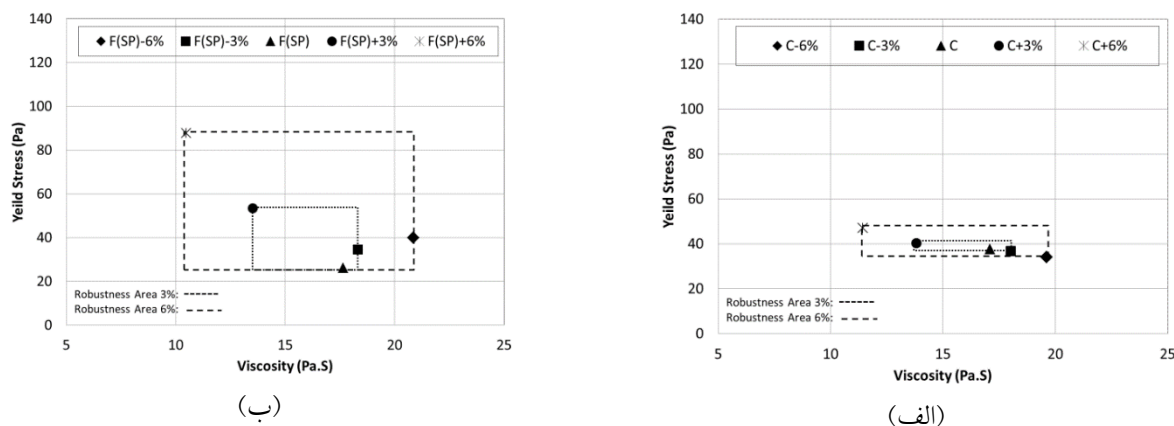 140
120
100
80
60
40
20
0
F(SP)-6% F(SP)-3% F(SP) F(SP)+3% F(SP)+6%
Yeild Stress (Pa)
Robustness Area 3%:
Robustness Area 6%:
5 10 15 20 25
Viscosity (Pa.S)
(ب)
140
120
100
80
60
40
20
0
C-6% C-3% C C+3% C+6%
Yeild Stress (Pa)
Robustness Area 3%:
Robustness Area 6%:
5 10 15 20 25
Viscosity (Pa.S)
(الف)